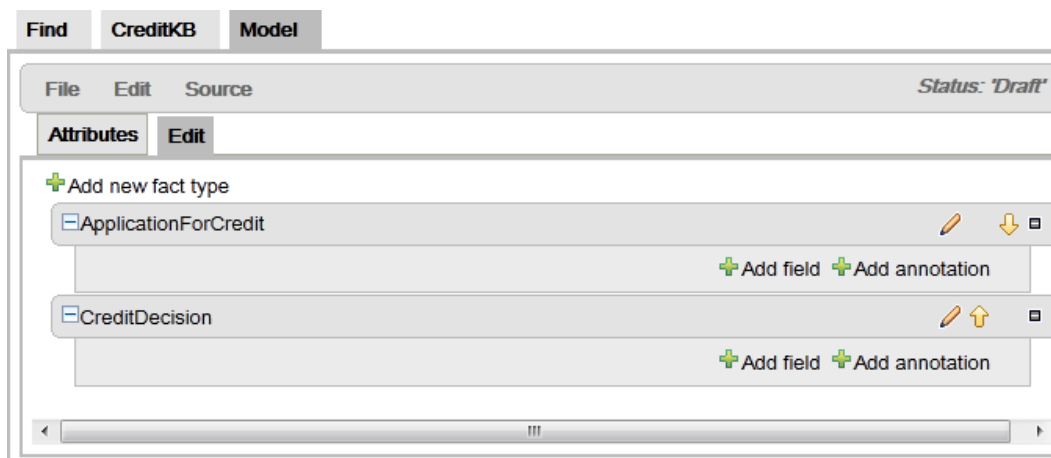 Find CreditKB Model
File Edit Source Status: 'Draft'
Attributes Edit
Add new fact type
ApplicationForCredit
Add field Add annotation
CreditDecision
Add field Add annotation